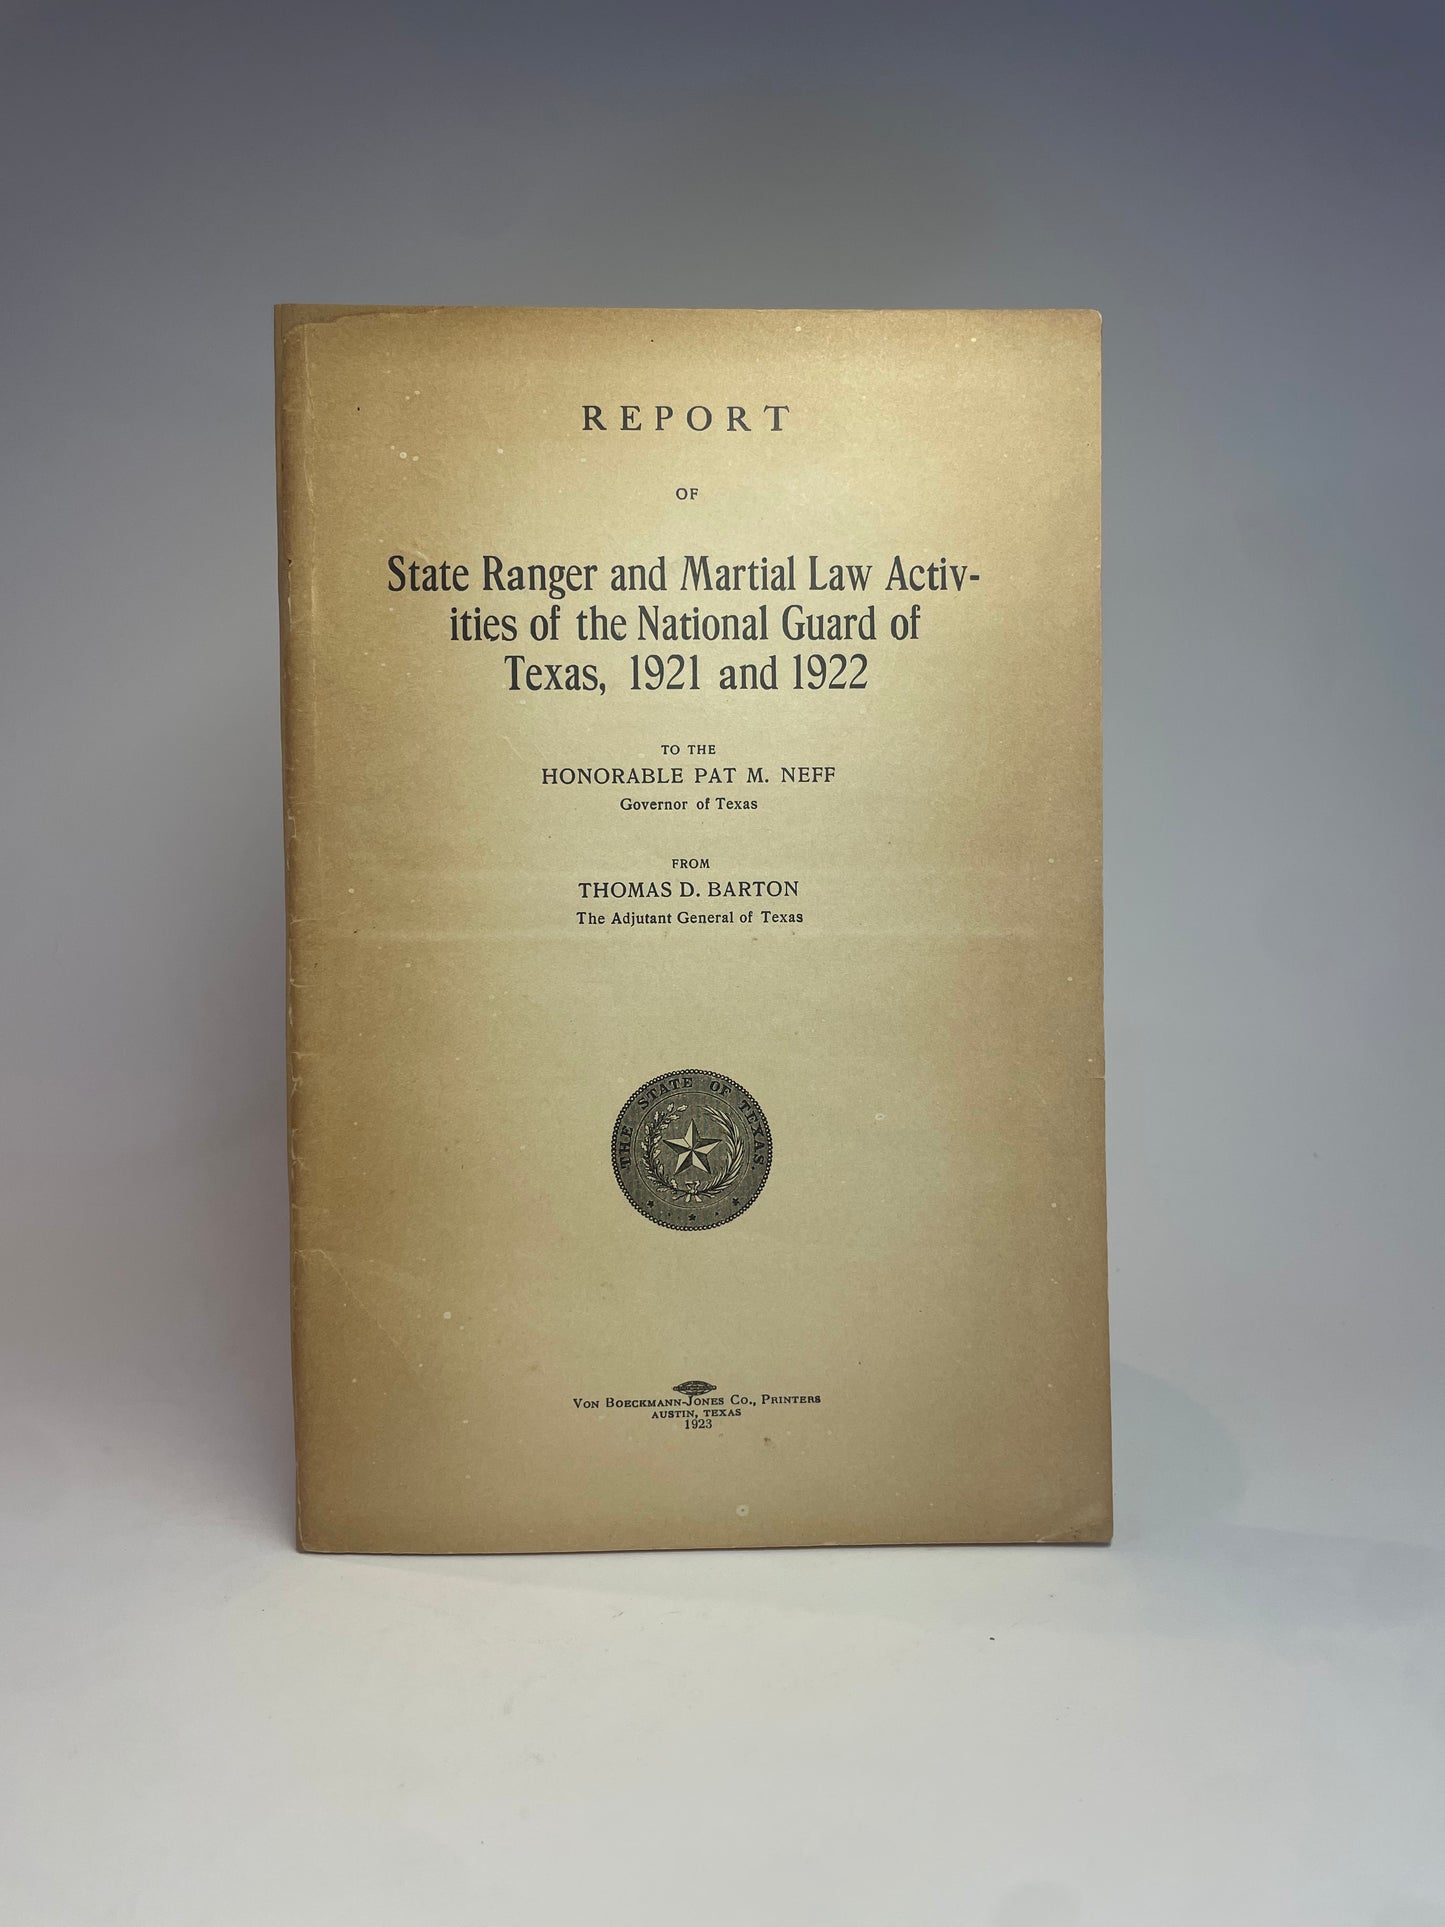 REPORT
OF
State Ranger and Martial Law Activ-
ities of the National Guard of
Texas, 1921 and 1922
TO THE
HONORABLE PAT M. NEFF
Governor of Texas
FROM
THOMAS D. BARTON
The Adjutant General of Texas
THE STATE OF TEXAS.
VON BOECKMANN-JONES CO., PRINTERS
AUSTIN, TEXAS
1923